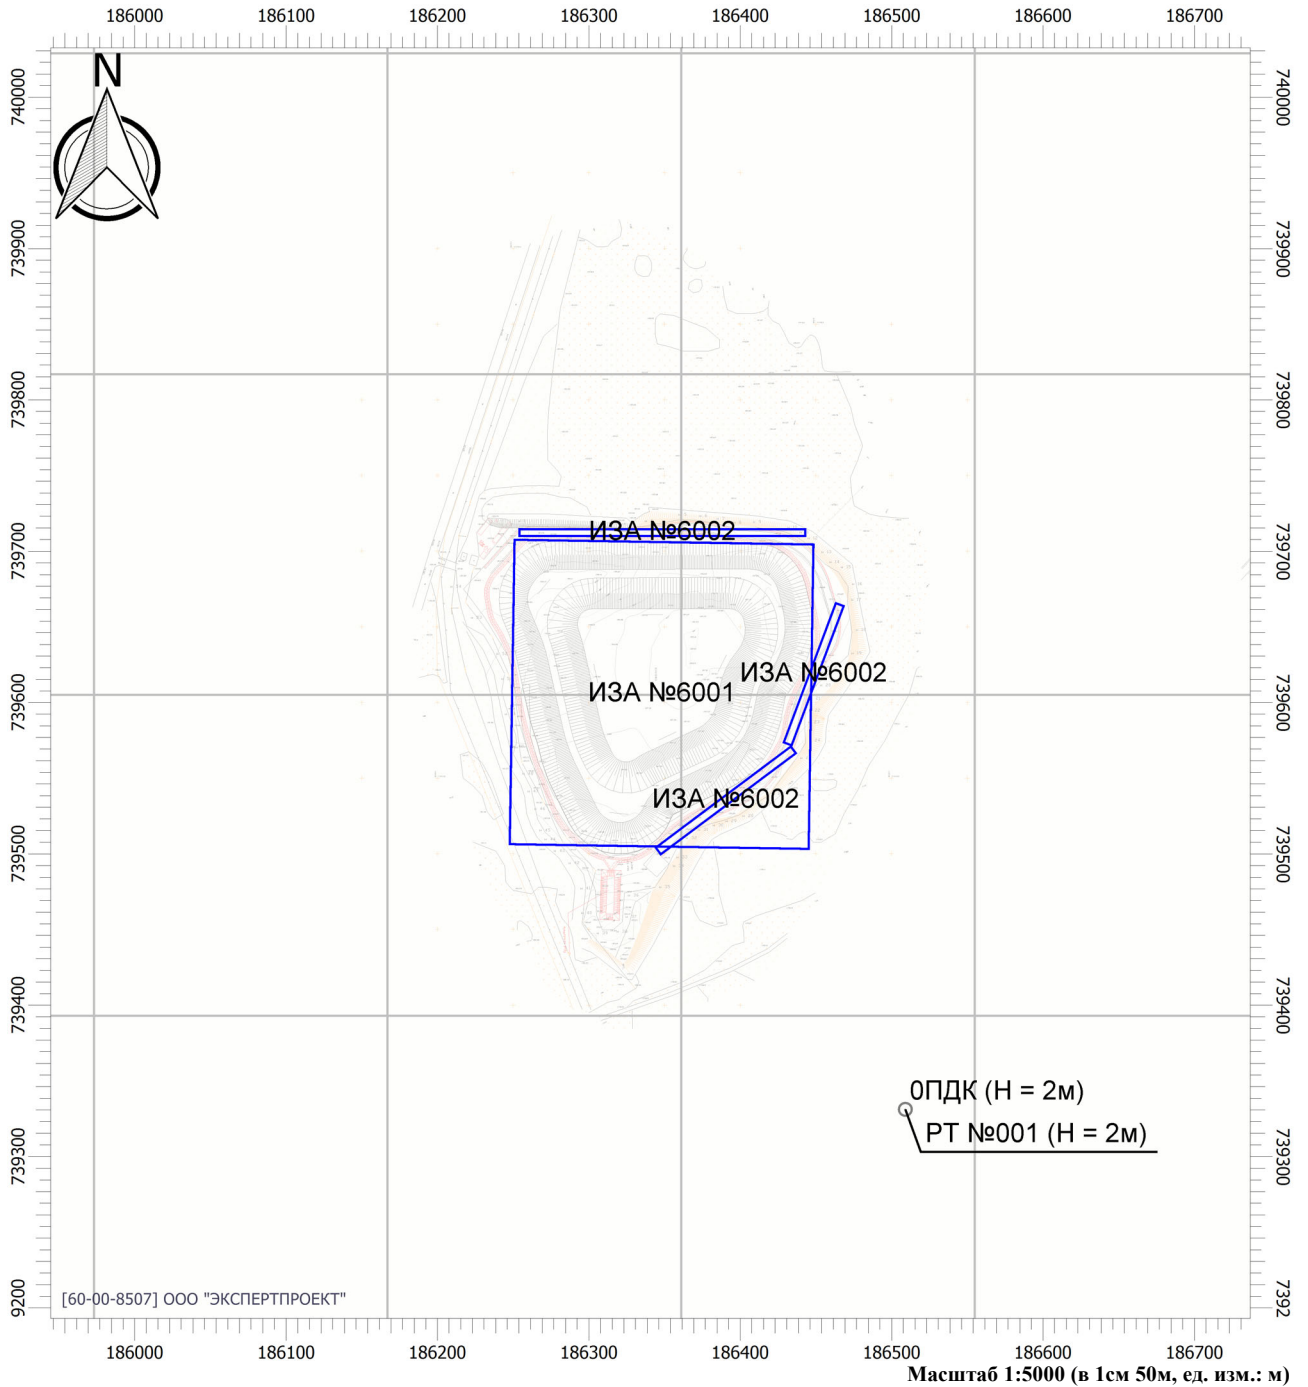 186000 186100 186200 186300 186400 186500 186600 186700
N
740000 740000
739900 739900
739800 739800
739700 739700
ИЗА №6002
ИЗА №6002
ИЗА №6001
739600 739600
ИЗА №6002
739500 739500
739400 739400
0ПДК (Н = 2м)
РТ №001 (Н = 2м)
739300 739300
9200 7392
[60-00-8507] ООО "ЭКСПЕРТПРОЕКТ"
186000 186100 186200 186300 186400 186500 186600 186700
Масштаб 1:5000 (в 1см 50м, ед. изм.: м)